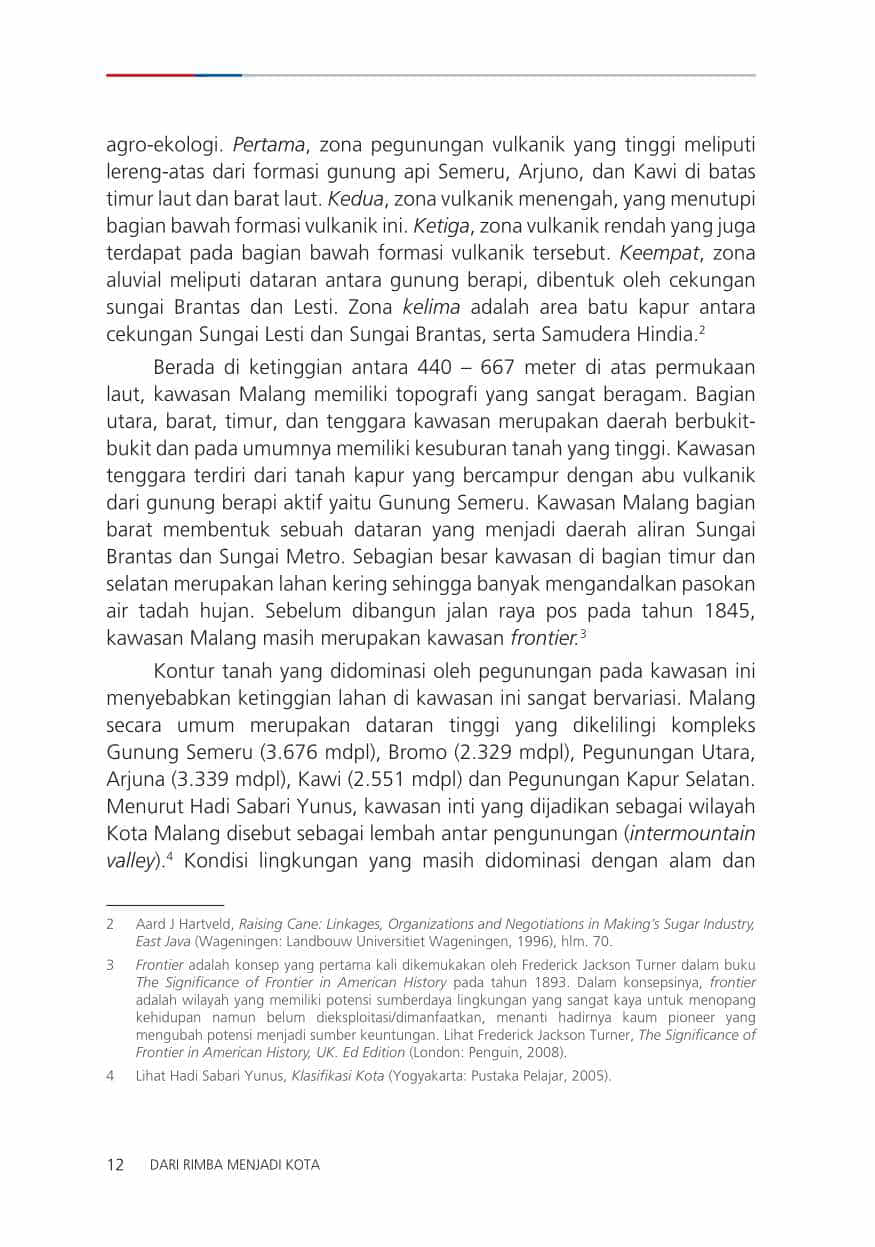 agro-ekologi. Pertama, zona pegunungan vulkanik yang tinggi meliputi
lereng-atas dari formasi gunung api Semeru, Arjuno, dan Kawi di batas
timur laut dan barat laut. Kedua, zona vulkanik menengah, yang menutupi
bagian bawah formasi vulkanik ini. Ketiga, zona vulkanik rendah yang juga
terdapat pada bagian bawah formasi vulkanik tersebut. Keempat, zona
aluvial meliputi dataran antara gunung berapi, dibentuk oleh cekungan
sungai Brantas dan Lesti. Zona kelima adalah area batu kapur antara
cekungan Sungai Lesti dan Sungai Brantas, serta Samudera Hindia.²
Berada di ketinggian antara 440 – 667 meter di atas permukaan
laut, kawasan Malang memiliki topografi yang sangat beragam. Bagian
utara, barat, timur, dan tenggara kawasan merupakan daerah berbukit-
bukit dan pada umumnya memiliki kesuburan tanah yang tinggi. Kawasan
tenggara terdiri dari tanah kapur yang bercampur dengan abu vulkanik
dari gunung berapi aktif yaitu Gunung Semeru. Kawasan Malang bagian
barat membentuk sebuah dataran yang menjadi daerah aliran Sungai
Brantas dan Sungai Metro. Sebagian besar kawasan di bagian timur dan
selatan merupakan lahan kering sehingga banyak mengandalkan pasokan
air tadah hujan. Sebelum dibangun jalan raya pos pada tahun 1845,
kawasan Malang masih merupakan kawasan frontier.³
Kontur tanah yang didominasi oleh pegunungan pada kawasan ini
menyebabkan ketinggian lahan di kawasan ini sangat bervariasi. Malang
secara umum merupakan dataran tinggi yang dikelilingi kompleks
Gunung Semeru (3.676 mdpl), Bromo (2.329 mdpl), Pegunungan Utara,
Arjuna (3.339 mdpl), Kawi (2.551 mdpl) dan Pegunungan Kapur Selatan.
Menurut Hadi Sabari Yunus, kawasan inti yang dijadikan sebagai wilayah
Kota Malang disebut sebagai lembah antar pengunungan (intermountain
valley).⁴ Kondisi lingkungan yang masih didominasi dengan alam dan
2 Aard J Hartveld, Raising Cane: Linkages, Organizations and Negotiations in Making's Sugar Industry,
East Java (Wageningen: Landbouw Universitiet Wageningen, 1996), hlm. 70.
3 Frontier adalah konsep yang pertama kali dikemukakan oleh Frederick Jackson Turner dalam buku
The Significance of Frontier in American History pada tahun 1893. Dalam konsepsinya, frontier
adalah wilayah yang memiliki potensi sumberdaya lingkungan yang sangat kaya untuk menopang
kehidupan namun belum dieksploitasi/dimanfaatkan, menanti hadirnya kaum pioneer yang
mengubah potensi menjadi sumber keuntungan. Lihat Frederick Jackson Turner, The Significance of
Frontier in American History, UK. Ed Edition (London: Penguin, 2008).
4 Lihat Hadi Sabari Yunus, Klasifikasi Kota (Yogyakarta: Pustaka Pelajar, 2005).
12 DARI RIMBA MENJADI KOTA